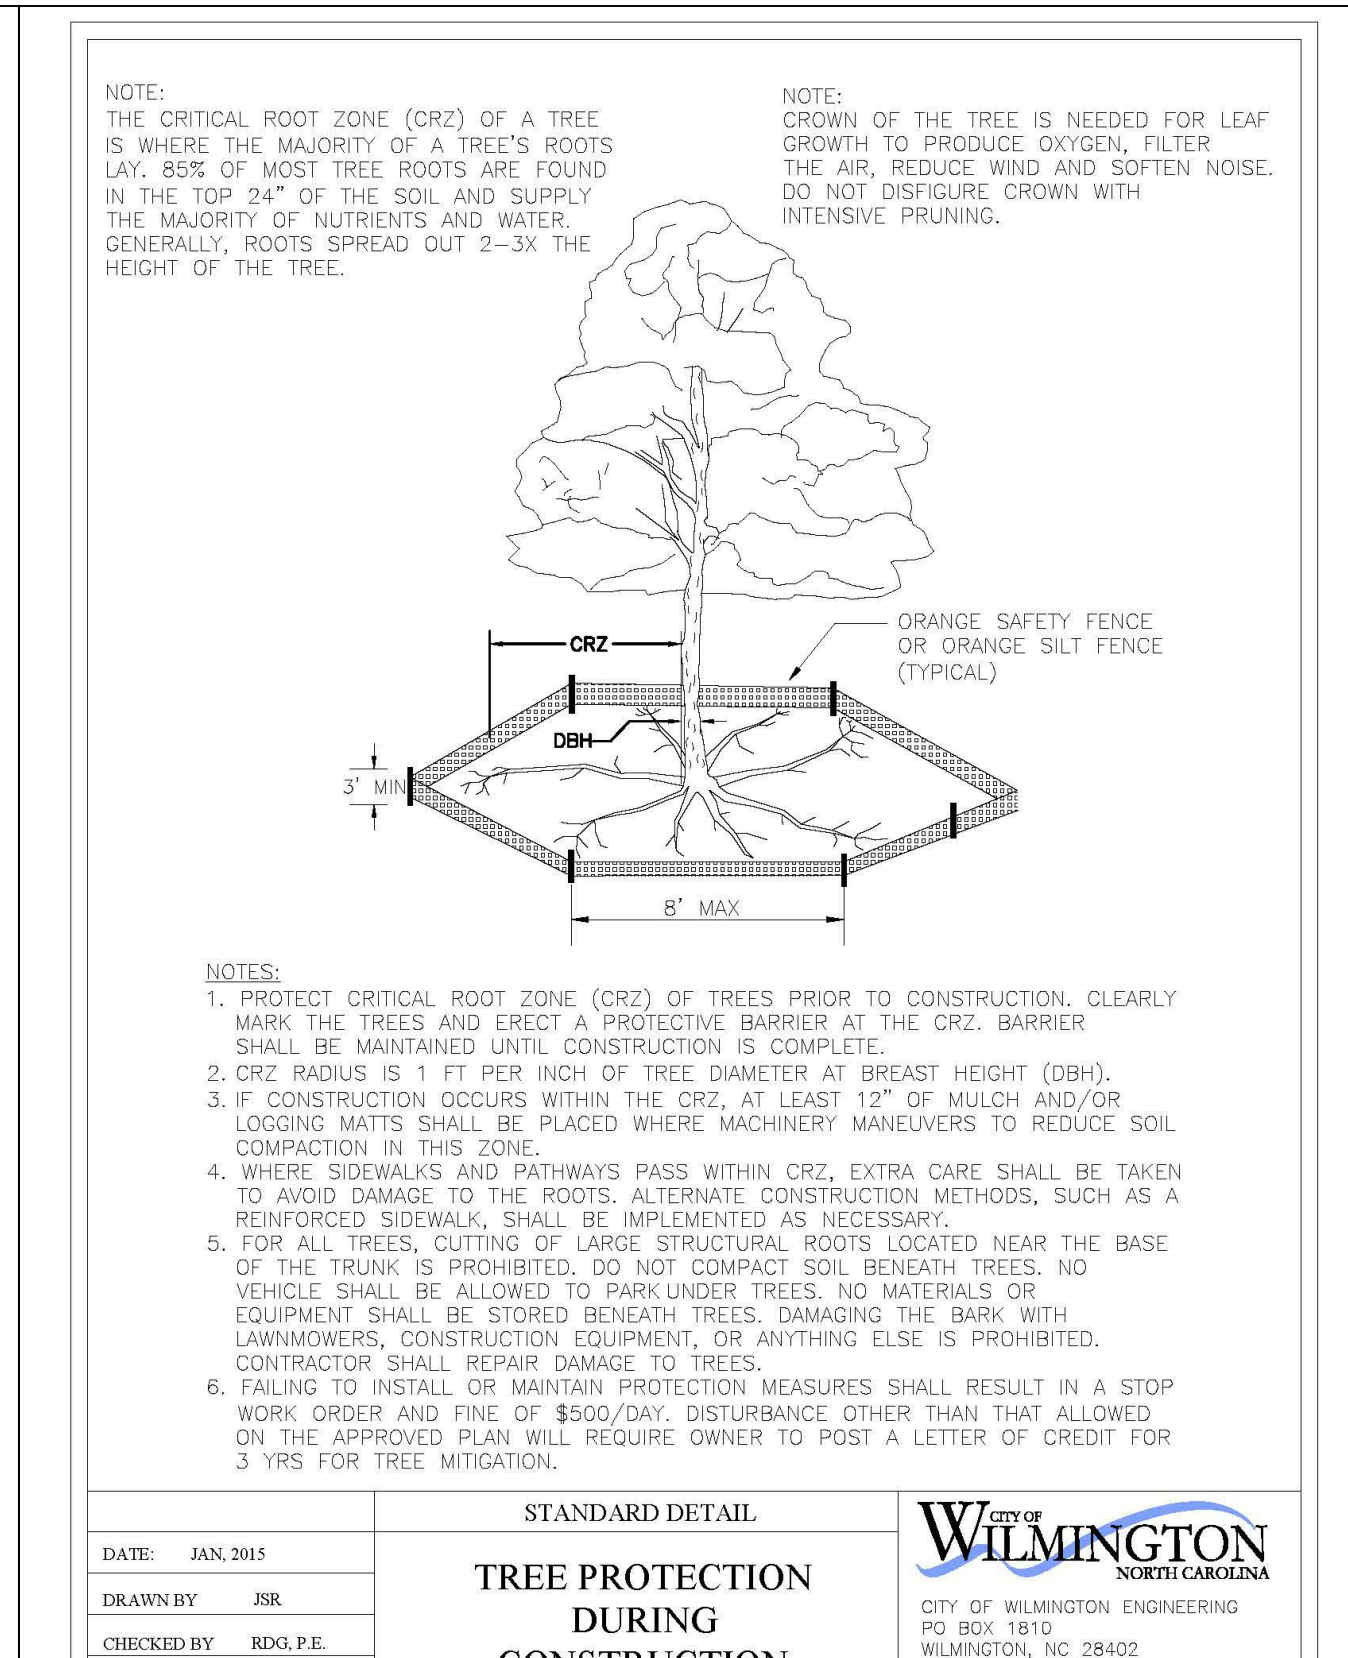 NOTE:
THE CRITICAL ROOT ZONE (CRZ) OF A TREE
IS WHERE THE MAJORITY OF A TREE'S ROOTS
LAY. 85% OF MOST TREE ROOTS ARE FOUND
IN THE TOP 24" OF THE SOIL AND SUPPLY
THE MAJORITY OF NUTRIENTS AND WATER.
GENERALLY, ROOTS SPREAD OUT 2-3X THE
HEIGHT OF THE TREE.
NOTE:
CROWN OF THE TREE IS NEEDED FOR LEAF
GROWTH TO PRODUCE OXYGEN, FILTER
THE AIR, REDUCE WIND AND SOFTEN NOISE.
DO NOT DISFIGURE CROWN WITH
INTENSIVE PRUNING.
ORANGE SAFETY FENCE
OR ORANGE SILT FENCE
(TYPICAL)
CRZ
DBH
3' MIN
8' MAX
NOTES:
1. PROTECT CRITICAL ROOT ZONE (CRZ) OF TREES PRIOR TO CONSTRUCTION. CLEARLY
MARK THE TREES AND ERECT A PROTECTIVE BARRIER AT THE CRZ. BARRIER
SHALL BE MAINTAINED UNTIL CONSTRUCTION IS COMPLETE.
2. CRZ RADIUS IS 1 FT PER INCH OF TREE DIAMETER AT BREAST HEIGHT (DBH).
3. IF CONSTRUCTION OCCURS WITHIN THE CRZ, AT LEAST 12" OF MULCH AND/OR
LOGGING MATTS SHALL BE PLACED WHERE MACHINERY MANEUVERS TO REDUCE SOIL
COMPACTION IN THIS ZONE.
4. WHERE SIDEWALKS AND PATHWAYS PASS WITHIN CRZ, EXTRA CARE SHALL BE TAKEN
TO AVOID DAMAGE TO THE ROOTS. ALTERNATE CONSTRUCTION METHODS, SUCH AS A
REINFORCED SIDEWALK, SHALL BE IMPLEMENTED AS NECESSARY.
5. FOR ALL TREES, CUTTING OF LARGE STRUCTURAL ROOTS LOCATED NEAR THE BASE
OF THE TRUNK IS PROHIBITED. DO NOT COMPACT SOIL BENEATH TREES. NO
VEHICLE SHALL BE ALLOWED TO PARK UNDER TREES. NO MATERIALS OR
EQUIPMENT SHALL BE STORED BENEATH TREES. DAMAGING THE BARK WITH
LAWNMOWERS, CONSTRUCTION EQUIPMENT, OR ANYTHING ELSE IS PROHIBITED.
CONTRACTOR SHALL REPAIR DAMAGE TO TREES.
6. FAILING TO INSTALL OR MAINTAIN PROTECTION MEASURES SHALL RESULT IN A STOP
WORK ORDER AND FINE OF $500/DAY. DISTURBANCE OTHER THAN THAT ALLOWED
ON THE APPROVED PLAN WILL REQUIRE OWNER TO POST A LETTER OF CREDIT FOR
3 YRS FOR TREE MITIGATION.
DATE: JAN, 2015
DRAWN BY JSR
CHECKED BY RDG, P.E.
STANDARD DETAIL
TREE PROTECTION
DURING
CONSTRUCTION
CITY OF
WILMINGTON
NORTH CAROLINA
CITY OF WILMINGTON ENGINEERING
PO BOX 1810
WILMINGTON, NC 28402